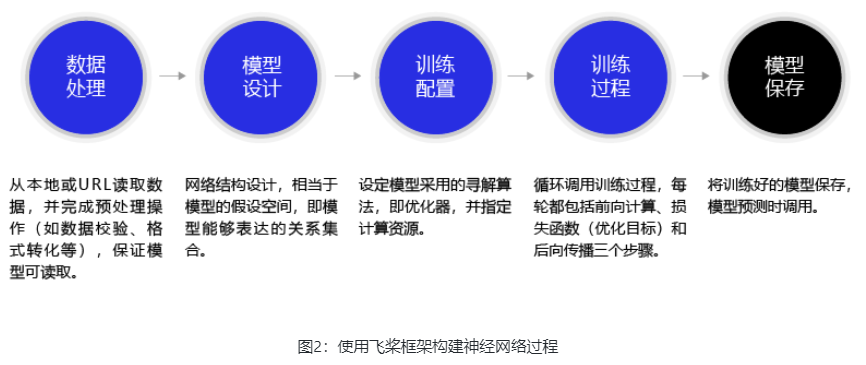 数据
处理
模型
设计
训练
配置
训练
过程
模型
保存
从本地或URL读取数
据，并完成预处理操
作（如数据校验、格
式转化等），保证模
型可读取。
网络结构设计，相当于
模型的假设空间，即模
型能够表达的关系集
合。
设定模型采用的寻解算
法，即优化器，并指定
计算资源。
循环调用训练过程，每
轮都包括前向计算、损
失函数（优化目标）和
后向传播三个步骤。
将训练好的模型保存，
模型预测时调用。
图2：使用飞桨框架构建神经网络过程